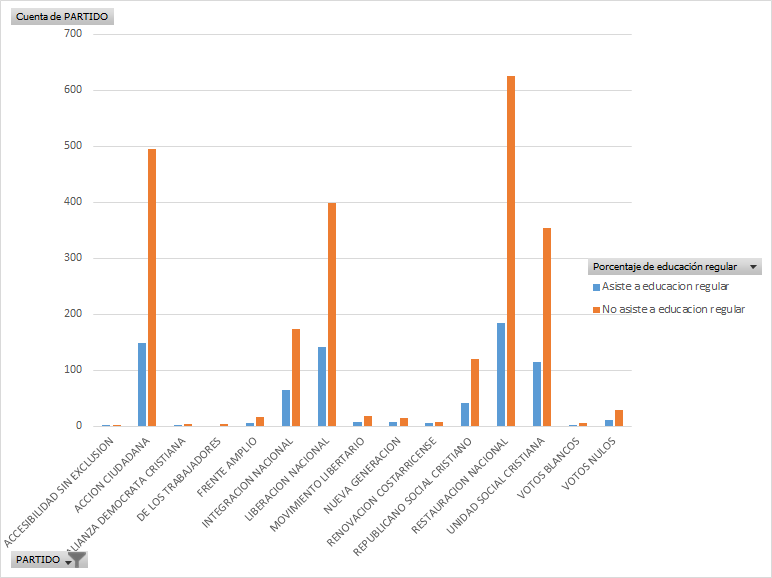 Cuenta de PARTIDO
700
600
500
400
300
200
100
0
Porcentaje de educación regular
Asiste a educacion regular
No asiste a educacion regular
ACCESIBILIDAD SIN EXCLUSION
ACCION CIUDADANA
ALIANZA DEMOCRATA CRISTIANA
DE LOS TRABAJADORES
FRENTE AMPLIO
INTEGRACION NACIONAL
LIBERACION NACIONAL
MOVIMIENTO LIBERTARIO
NUEVA GENERACION
RENOVACION COSTARRICENSE
REPUBLICANO SOCIAL CRISTIANO
RESTAURACION NACIONAL
UNIDAD SOCIAL CRISTIANA
VOTOS BLANCOS
VOTOS NULOS
PARTIDO